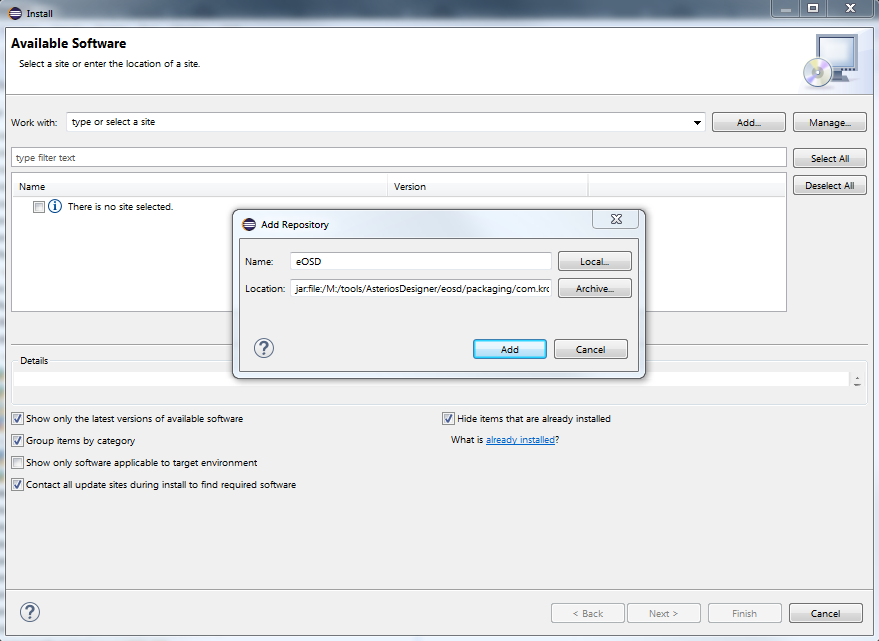 Install
Available Software
Select a site or enter the location of a site.
Work with: type or select a site Add... Manage...
type filter text Select All
Name Version Deselect All
There is no site selected.
Add Repository
Name: eOSD Local...
Location: jar:file:/M:/tools/AsteriosDesigner/eosd/packaging/com.krc Archive...
? Add Cancel
Details
Show only the latest versions of available software Hide items that are already installed
Group items by category What is already installed?
Show only software applicable to target environment
Contact all update sites during install to find required software
? < Back Next > Finish Cancel